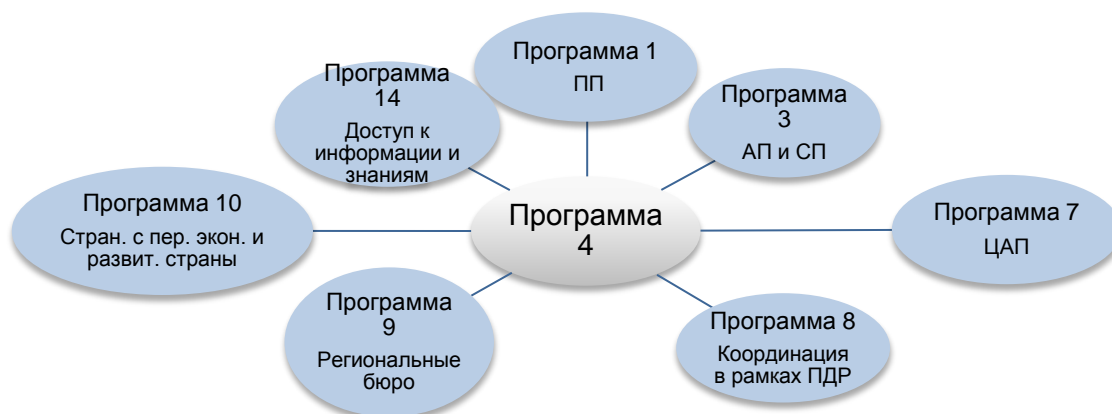 Программа 1
ПП
Программа
14
Доступ к
информации и
знаниям
Программа
3
АП и СП
Программа 10
Стран. с пер. экон. и
развит. страны
Программа
4
Программа 7
ЦАП
Программа
9
Региональные
бюро
Программа 8
Координация
в рамках ПДР